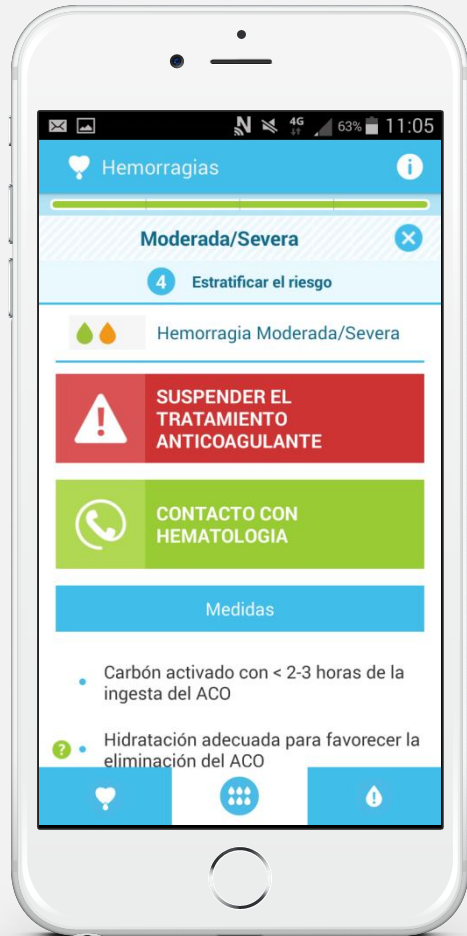 4G 63% 11:05
Hemorragias
Moderada/Severa
4 Estratificar el riesgo
Hemorragia Moderada/Severa
SUSPENDER EL
TRATAMIENTO
ANTICOAGULANTE
CONTACTO CON
HEMATOLOGIA
Medidas
• Carbón activado con < 2-3 horas de la
ingesta del ACO
? • Hidratación adecuada para favorecer la
eliminación del ACO